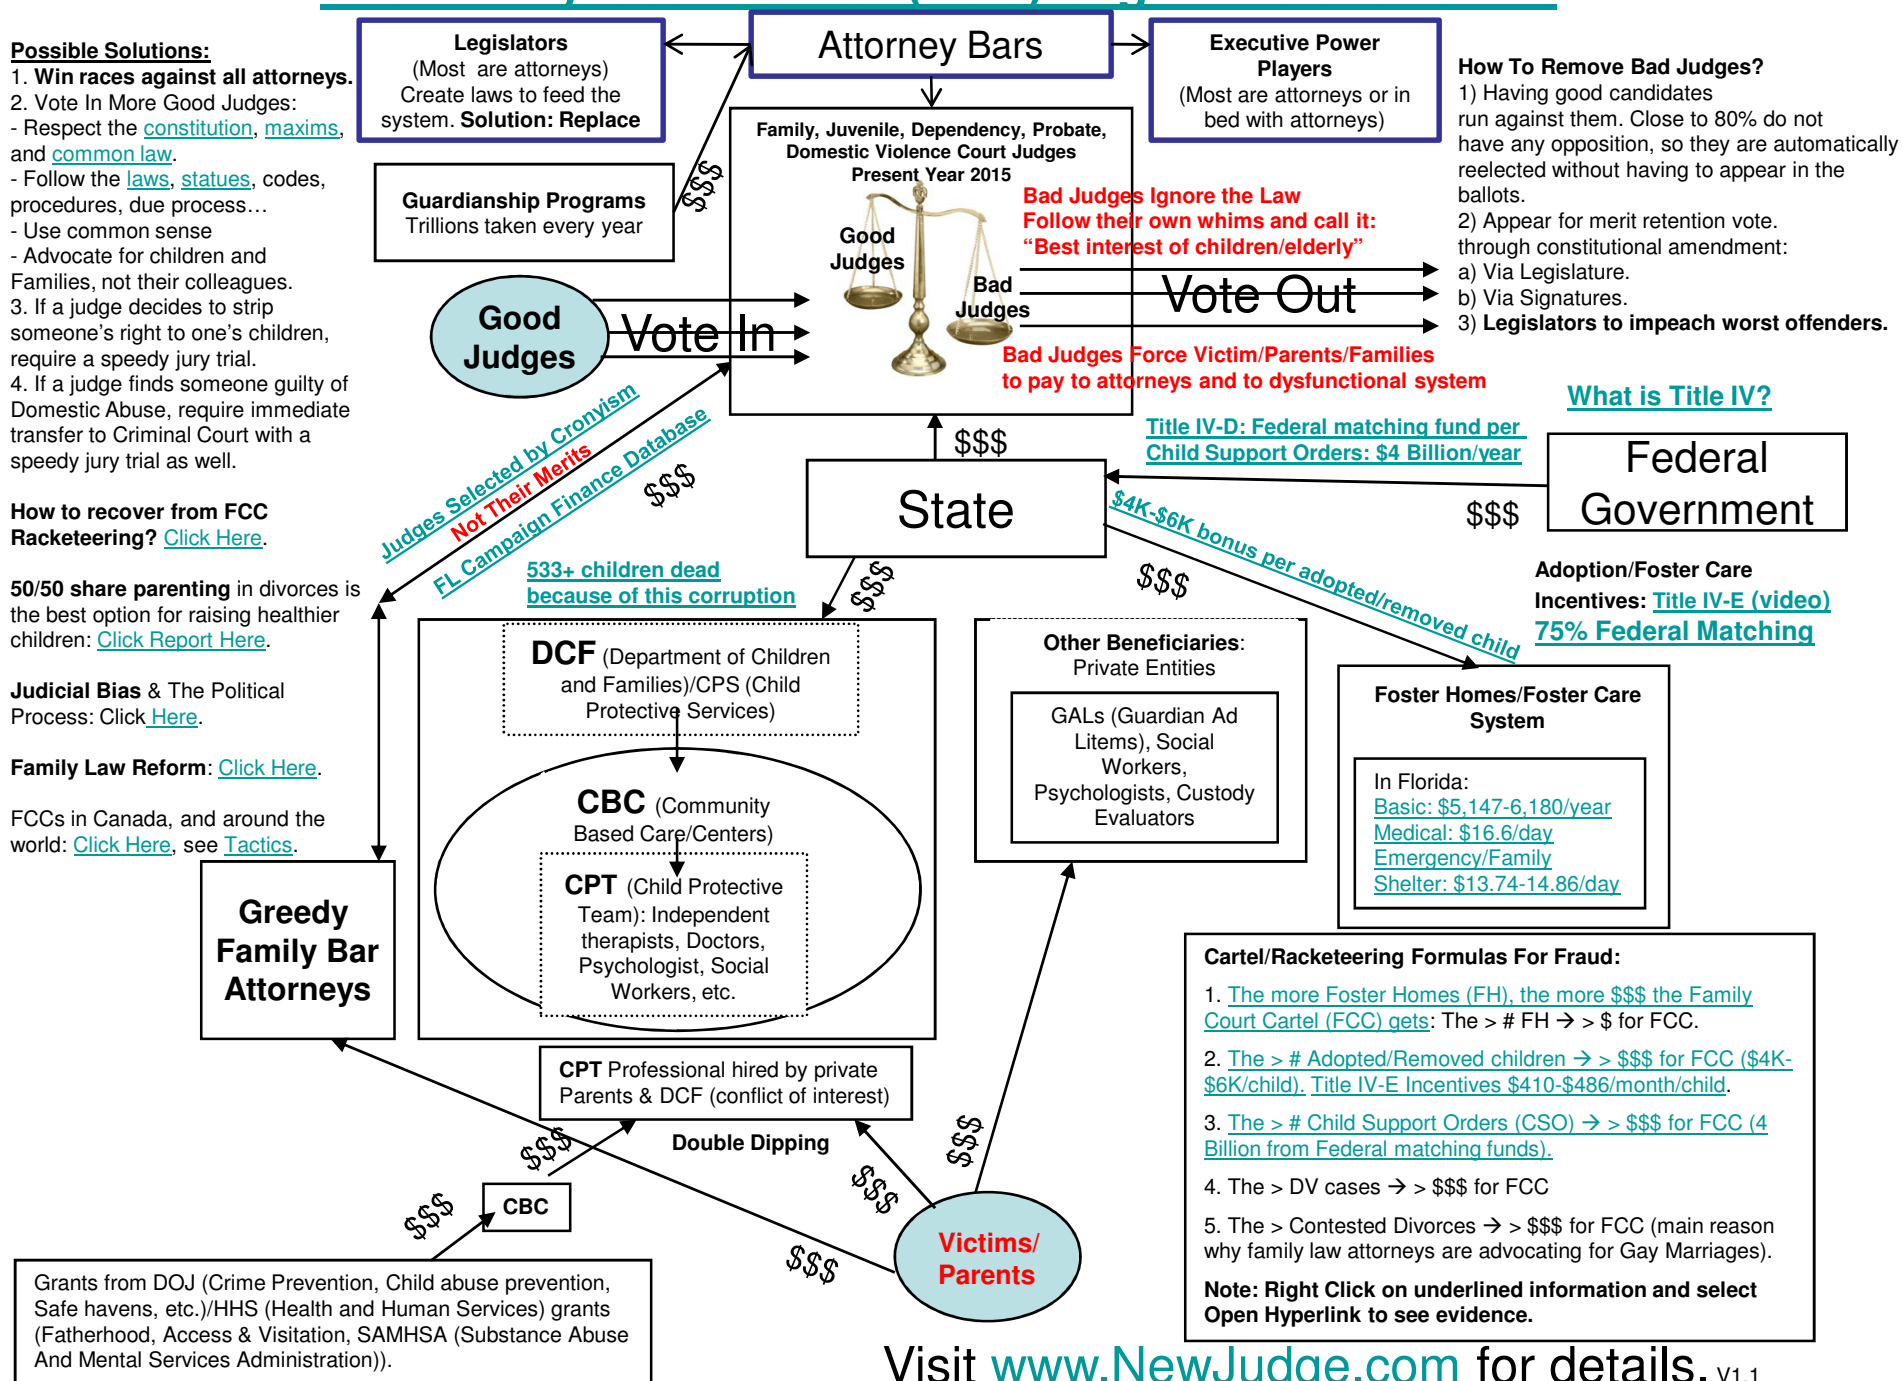 Possible Solutions:
1. Win races against all attorneys.
2. Vote In More Good Judges:
- Respect the constitution, maxims,
and common law.
- Follow the laws, statues, codes,
procedures, due process…
- Use common sense
- Advocate for children and
Families, not their colleagues.
3. If a judge decides to strip
someone’s right to one’s children,
require a speedy jury trial.
4. If a judge finds someone guilty of
Domestic Abuse, require immediate
transfer to Criminal Court with a
speedy jury trial as well.
How to recover from FCC
Racketeering? Click Here.
50/50 share parenting in divorces is
the best option for raising healthier
children: Click Report Here.
Judicial Bias & The Political
Process: Click Here.
Family Law Reform: Click Here.
FCCs in Canada, and around the
world: Click Here, see Tactics.
Legislators
(Most are attorneys)
Create laws to feed the
system. Solution: Replace
Attorney Bars
Executive Power
Players
(Most are attorneys or in
bed with attorneys)
How To Remove Bad Judges?
1) Having good candidates
run against them. Close to 80% do not
have any opposition, so they are automatically
reelected without having to appear in the
ballots.
2) Appear for merit retention vote.
through constitutional amendment:
a) Via Legislature.
b) Via Signatures.
3) Legislators to impeach worst offenders.
Guardianship Programs
Trillions taken every year
$$$
Family, Juvenile, Dependency, Probate,
Domestic Violence Court Judges
Present Year 2015
Good
Judges
Bad
Judges
Bad Judges Ignore the Law
Follow their own whims and call it:
“Best interest of children/elderly”
Vote Out
Bad Judges Force Victim/Parents/Families
to pay to attorneys and to dysfunctional system
Good
Judges
Vote In
Judges Selected by Cronyism
Not Their Merits
FL Campaign Finance Database
$$$
$$$
State
Title IV-D: Federal matching fund per
Child Support Orders: $4 Billion/year
What is Title IV?
Federal
Government
$$$
$4K-$6K bonus per adopted/removed child
$$$
Adoption/Foster Care
Incentives: Title IV-E (video)
75% Federal Matching
533+ children dead
because of this corruption
$$$
DCF (Department of Children
and Families)/CPS (Child
Protective Services)
CBC (Community
Based Care/Centers)
CPT (Child Protective
Team): Independent
therapists, Doctors,
Psychologist, Social
Workers, etc.
Other Beneficiaries:
Private Entities
GALs (Guardian Ad
Litems), Social
Workers,
Psychologists, Custody
Evaluators
Foster Homes/Foster Care
System
In Florida:
Basic: $5,147-6,180/year
Medical: $16.6/day
Emergency/Family
Shelter: $13.74-14.86/day
Greedy
Family Bar
Attorneys
CPT Professional hired by private
Parents & DCF (conflict of interest)
Double Dipping
$$$
$$$
$$$
$$$
CBC
$$$
Victims/
Parents
Grants from DOJ (Crime Prevention, Child abuse prevention,
Safe havens, etc.)/HHS (Health and Human Services) grants
(Fatherhood, Access & Visitation, SAMHSA (Substance Abuse
And Mental Services Administration)).
Cartel/Racketeering Formulas For Fraud:
1. The more Foster Homes (FH), the more $$$ the Family
Court Cartel (FCC) gets: The > # FH → > $ for FCC.
2. The > # Adopted/Removed children → > $$$ for FCC ($4K-
$6K/child). Title IV-E Incentives $410-$486/month/child.
3. The > # Child Support Orders (CSO) → > $$$ for FCC (4
Billion from Federal matching funds).
4. The > DV cases → > $$$ for FCC
5. The > Contested Divorces → > $$$ for FCC (main reason
why family law attorneys are advocating for Gay Marriages).
Note: Right Click on underlined information and select
Open Hyperlink to see evidence.
Visit www.NewJudge.com for details. V1.1